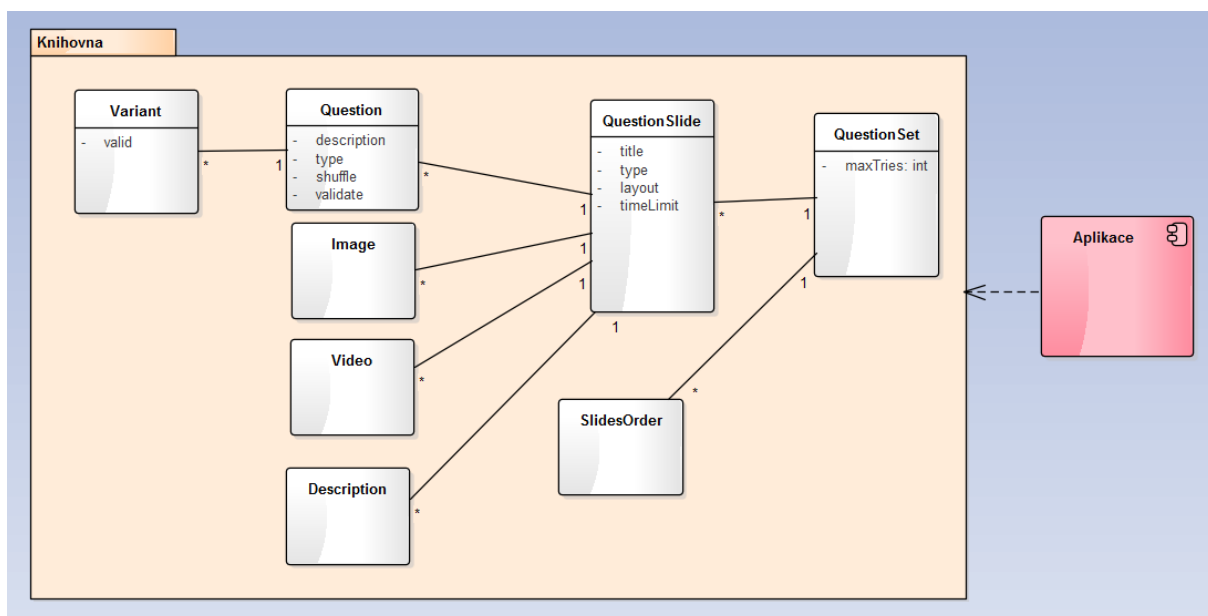 Knihovna
Variant
- valid
*
1
Question
- description
- type
- shuffle
- validate
*
1
QuestionSlide
- title
- type
- layout
- timeLimit
*
1
QuestionSet
- maxTries: int
Aplikace
Image
1
*
Video
1
*
Description
1
*
SlidesOrder
1
*